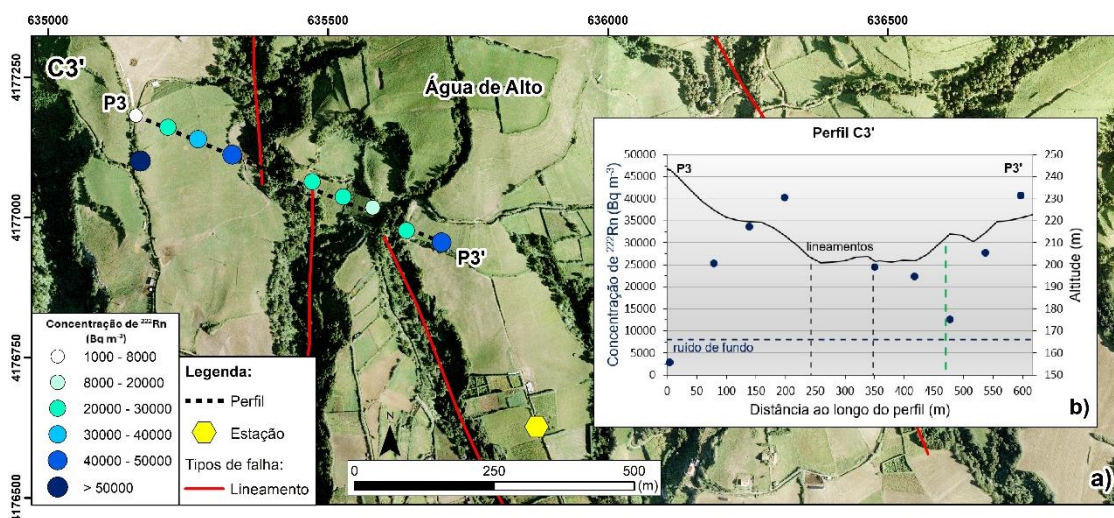 635000
635500
636000
636500
4177250
4177000
4176750
4176500
C3'
P3
Água de Alto
P3'
Concentração de ²²²Rn
(Bq m⁻³)
1000 - 8000
8000 - 20000
20000 - 30000
30000 - 40000
40000 - 50000
> 50000
Legenda:
Perfil
Estação
Tipos de falha:
Lineamento
N
0
250
500
(m)
a)
Perfil C3'
Concentração de ²²²Rn (Bq m⁻³)
50000
45000
40000
35000
30000
25000
20000
15000
10000
5000
0
P3
P3'
lineamentos
ruído de fundo
250
240
230
220
210
200
190
180
170
160
150
Altitude (m)
0 50 100 150 200 250 300 350 400 450 500 550 600
Distância ao longo do perfil (m)
b)